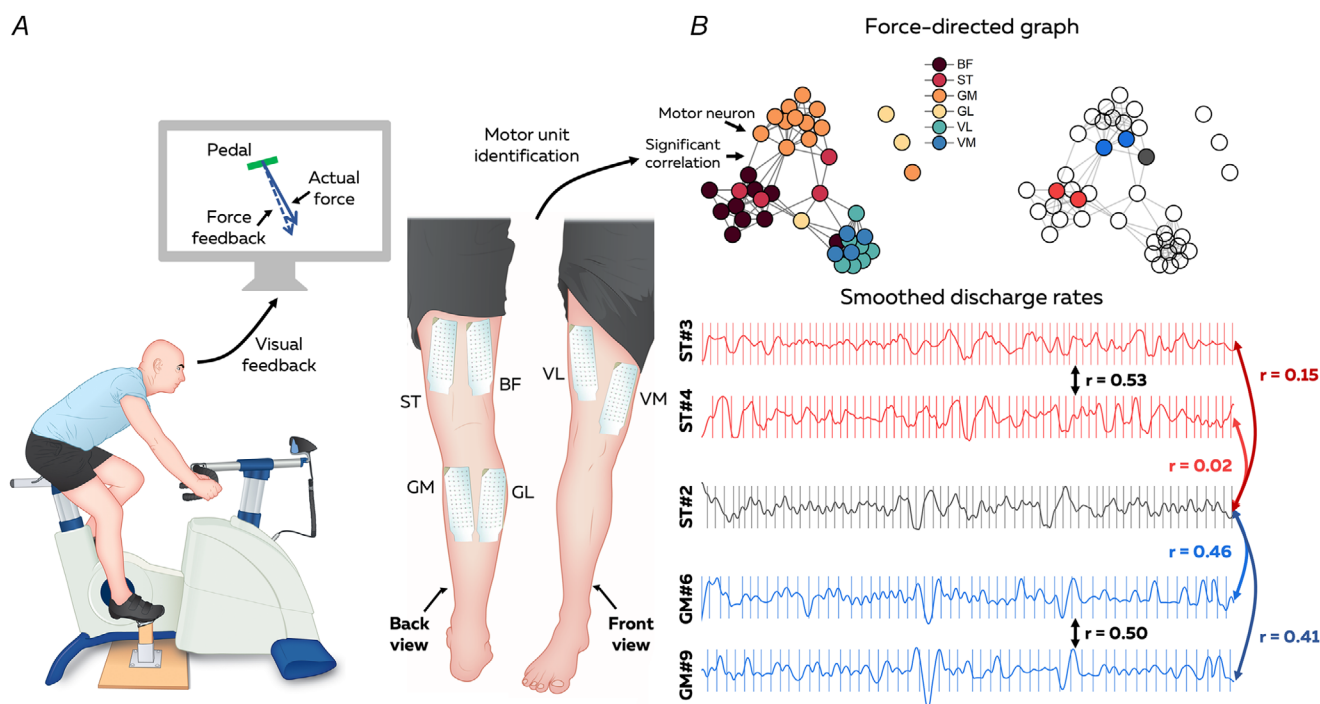 A
Pedal
Actual
force
Force
feedback
Visual
feedback
Motor unit
identification
ST
BF
VL
VM
GM
GL
Back
view
Front
view
B
Force-directed graph
BF
ST
GM
GL
VL
VM
Motor neuron
Significant
correlation
Smoothed discharge rates
ST#3
r = 0.53
r = 0.15
ST#4
r = 0.02
ST#2
r = 0.46
GM#6
r = 0.50
r = 0.41
GM#9